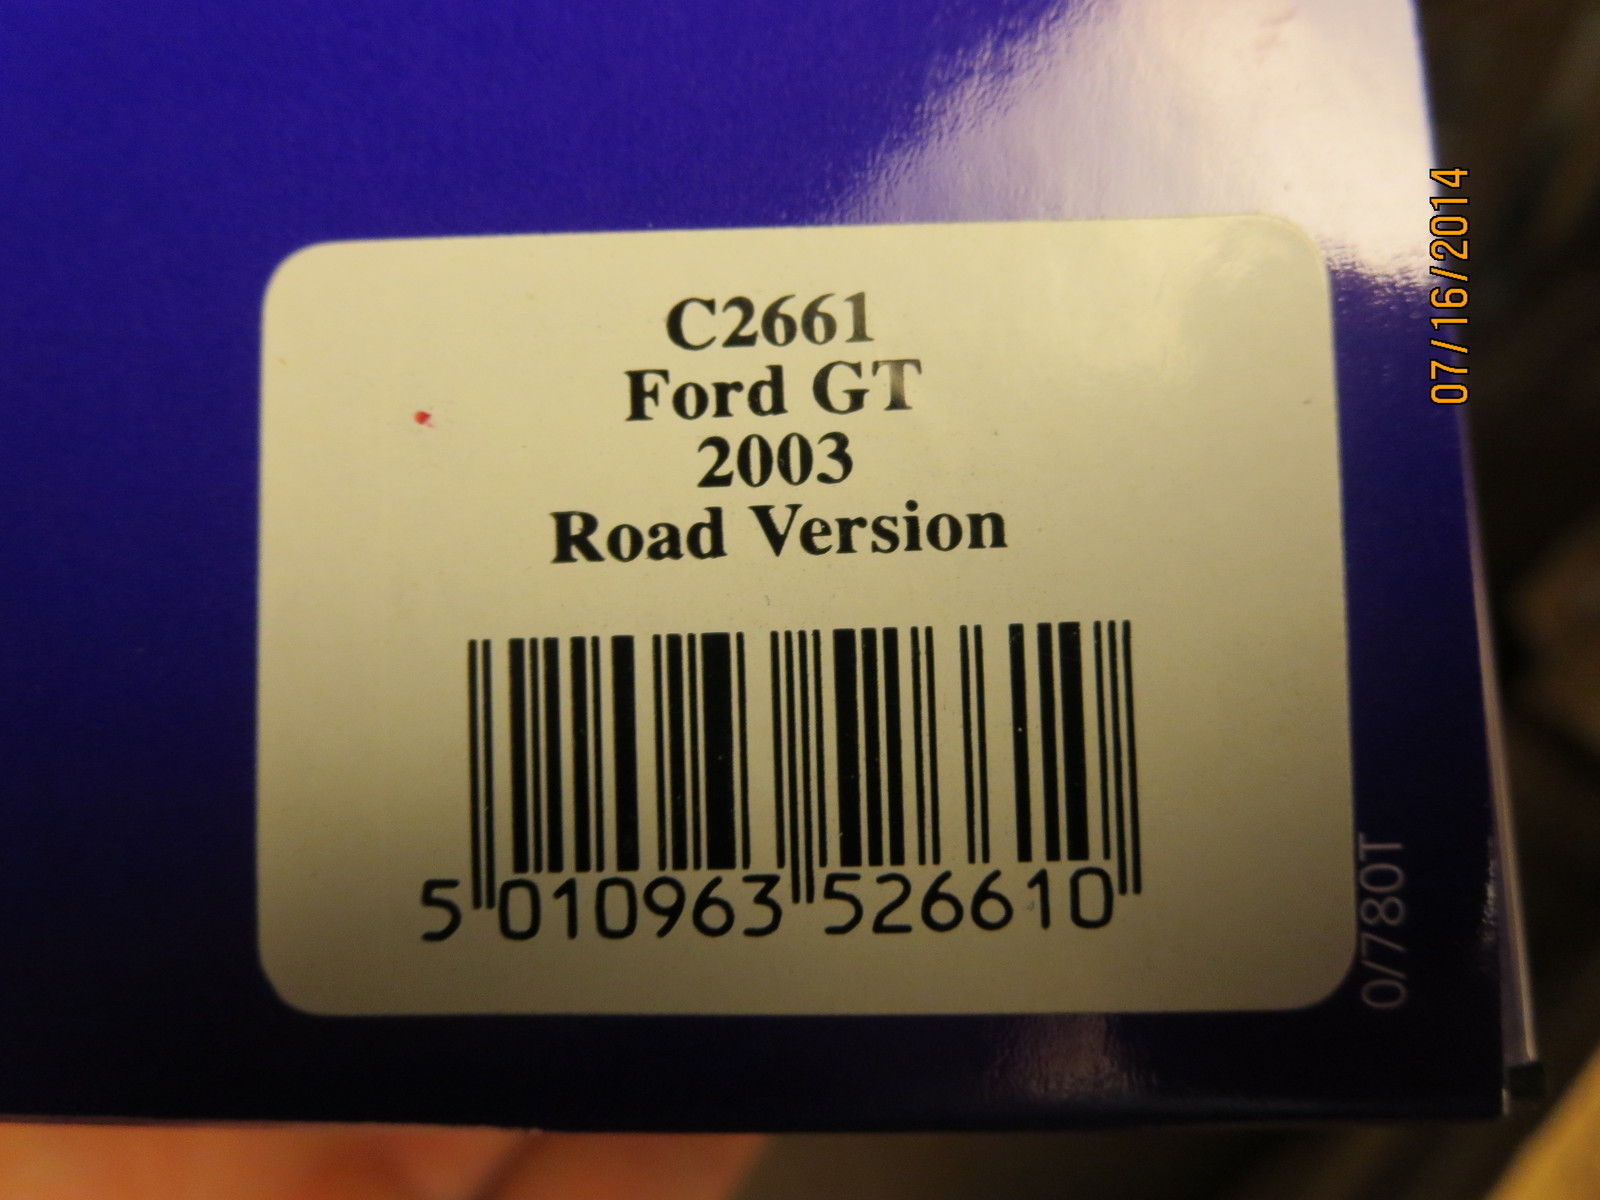 C2661
Ford GT
2003
Road Version
5 010963 526610
0/780T
07/16/2014